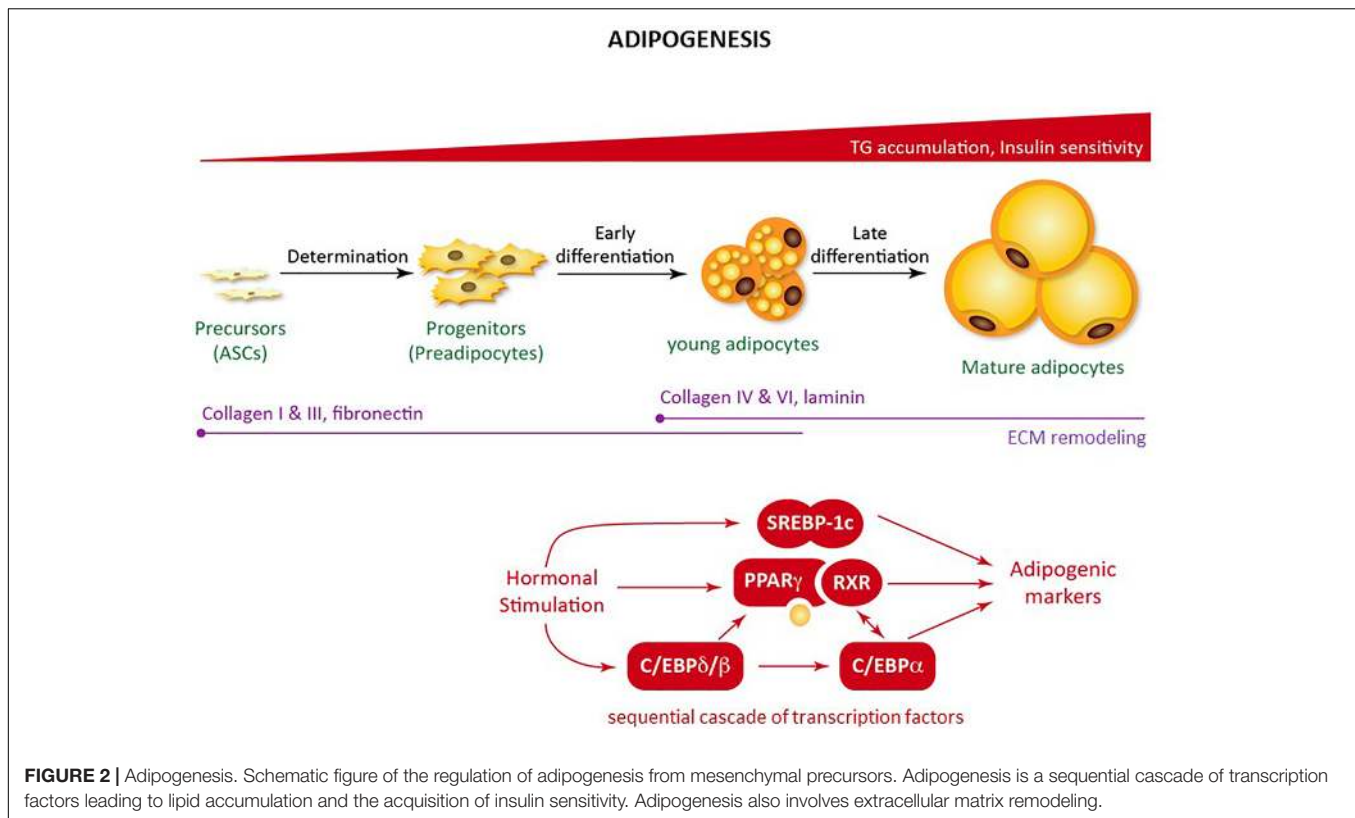 ADIPOGENESIS
TG accumulation, Insulin sensitivity
Determination
Early
differentiation
Late
differentiation
Precursors
(ASCs)
Progenitors
(Preadipocytes)
young adipocytes
Mature adipocytes
Collagen I & III, fibronectin
Collagen IV & VI, laminin
ECM remodeling
SREBP-1c
Hormonal
Stimulation
PPARγ
RXR
Adipogenic
markers
C/EBPδ/β
C/EBPα
sequential cascade of transcription factors
FIGURE 2 | Adipogenesis. Schematic figure of the regulation of adipogenesis from mesenchymal precursors. Adipogenesis is a sequential cascade of transcription
factors leading to lipid accumulation and the acquisition of insulin sensitivity. Adipogenesis also involves extracellular matrix remodeling.